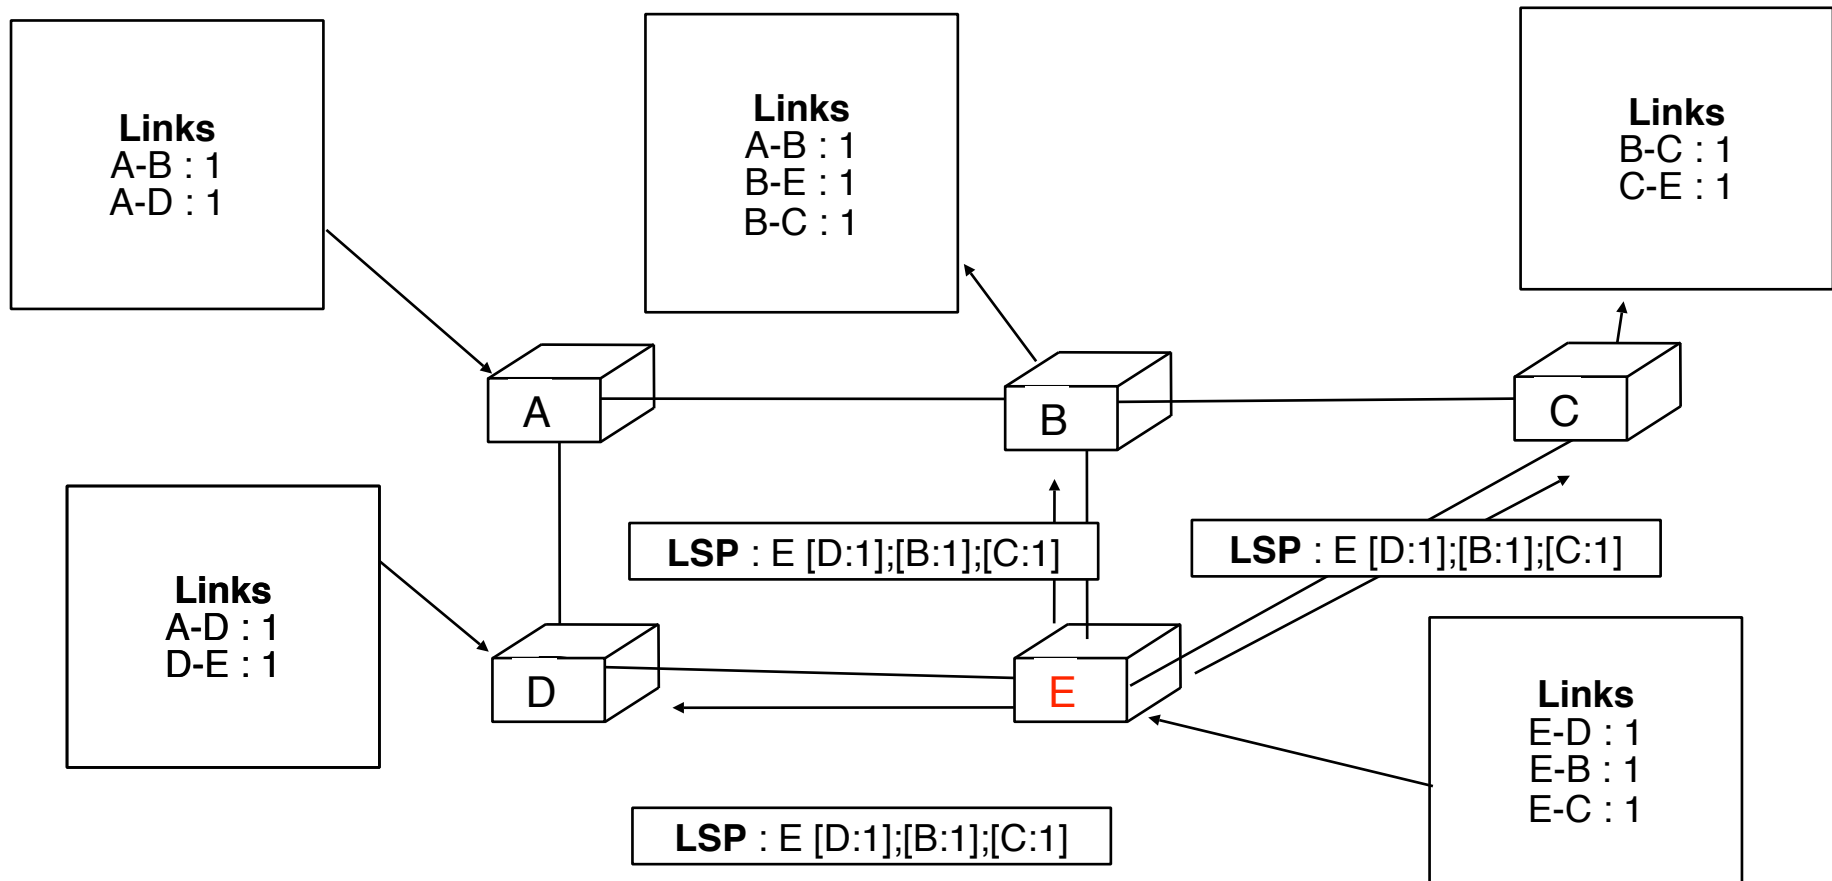 Links
A-B : 1
A-D : 1
Links
A-B : 1
B-E : 1
B-C : 1
Links
B-C : 1
C-E : 1
A
B
C
LSP : E [D:1];[B:1];[C:1]
LSP : E [D:1];[B:1];[C:1]
Links
A-D : 1
D-E : 1
D
E
Links
E-D : 1
E-B : 1
E-C : 1
LSP : E [D:1];[B:1];[C:1]